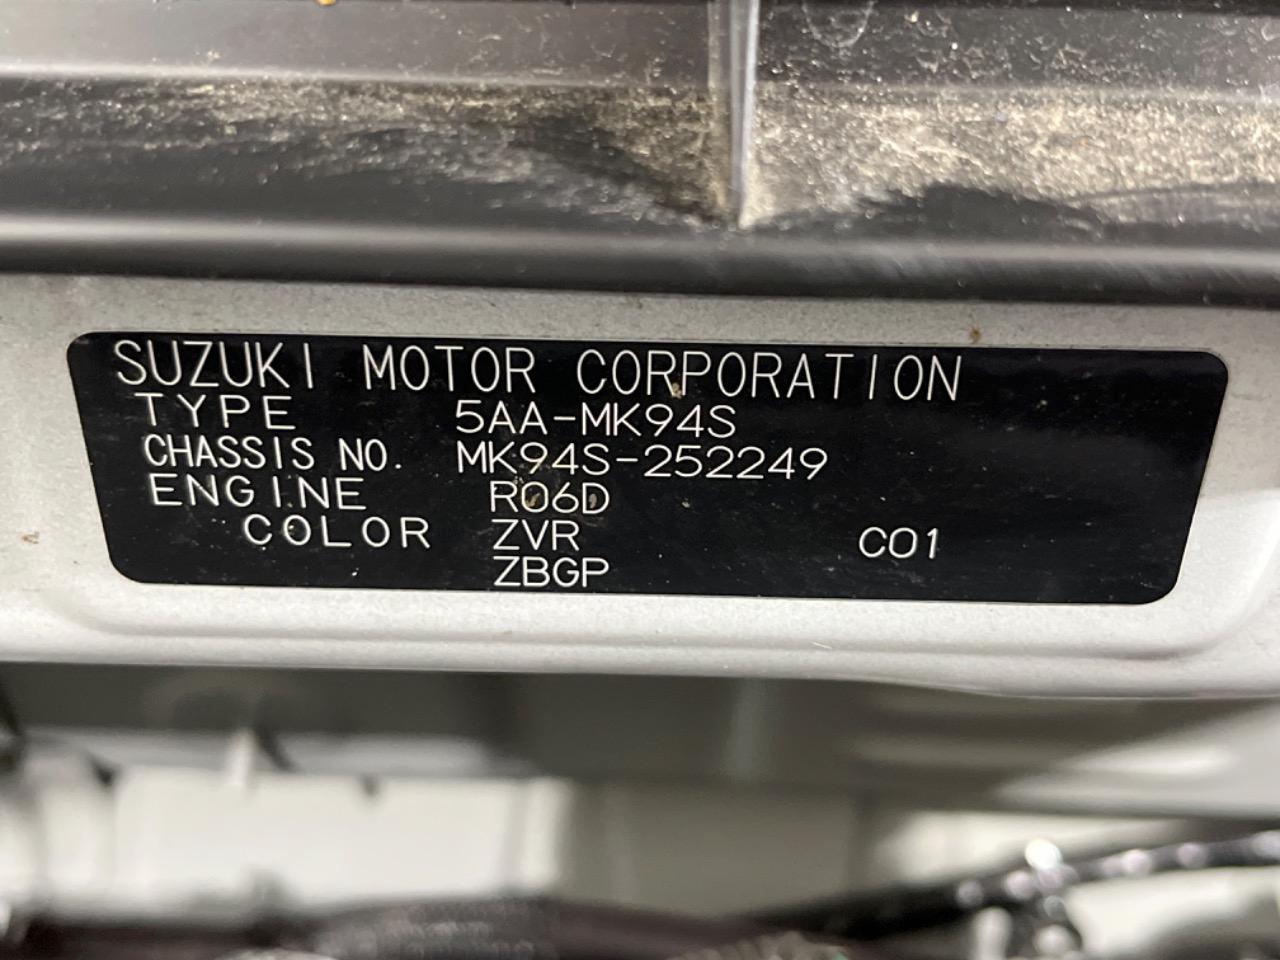 SUZUKI MOTOR CORPORATION
TYPE 5AA-MK94S
CHASSIS NO. MK94S-252249
ENGINE R06D
COLOR ZVR C01
ZBGP